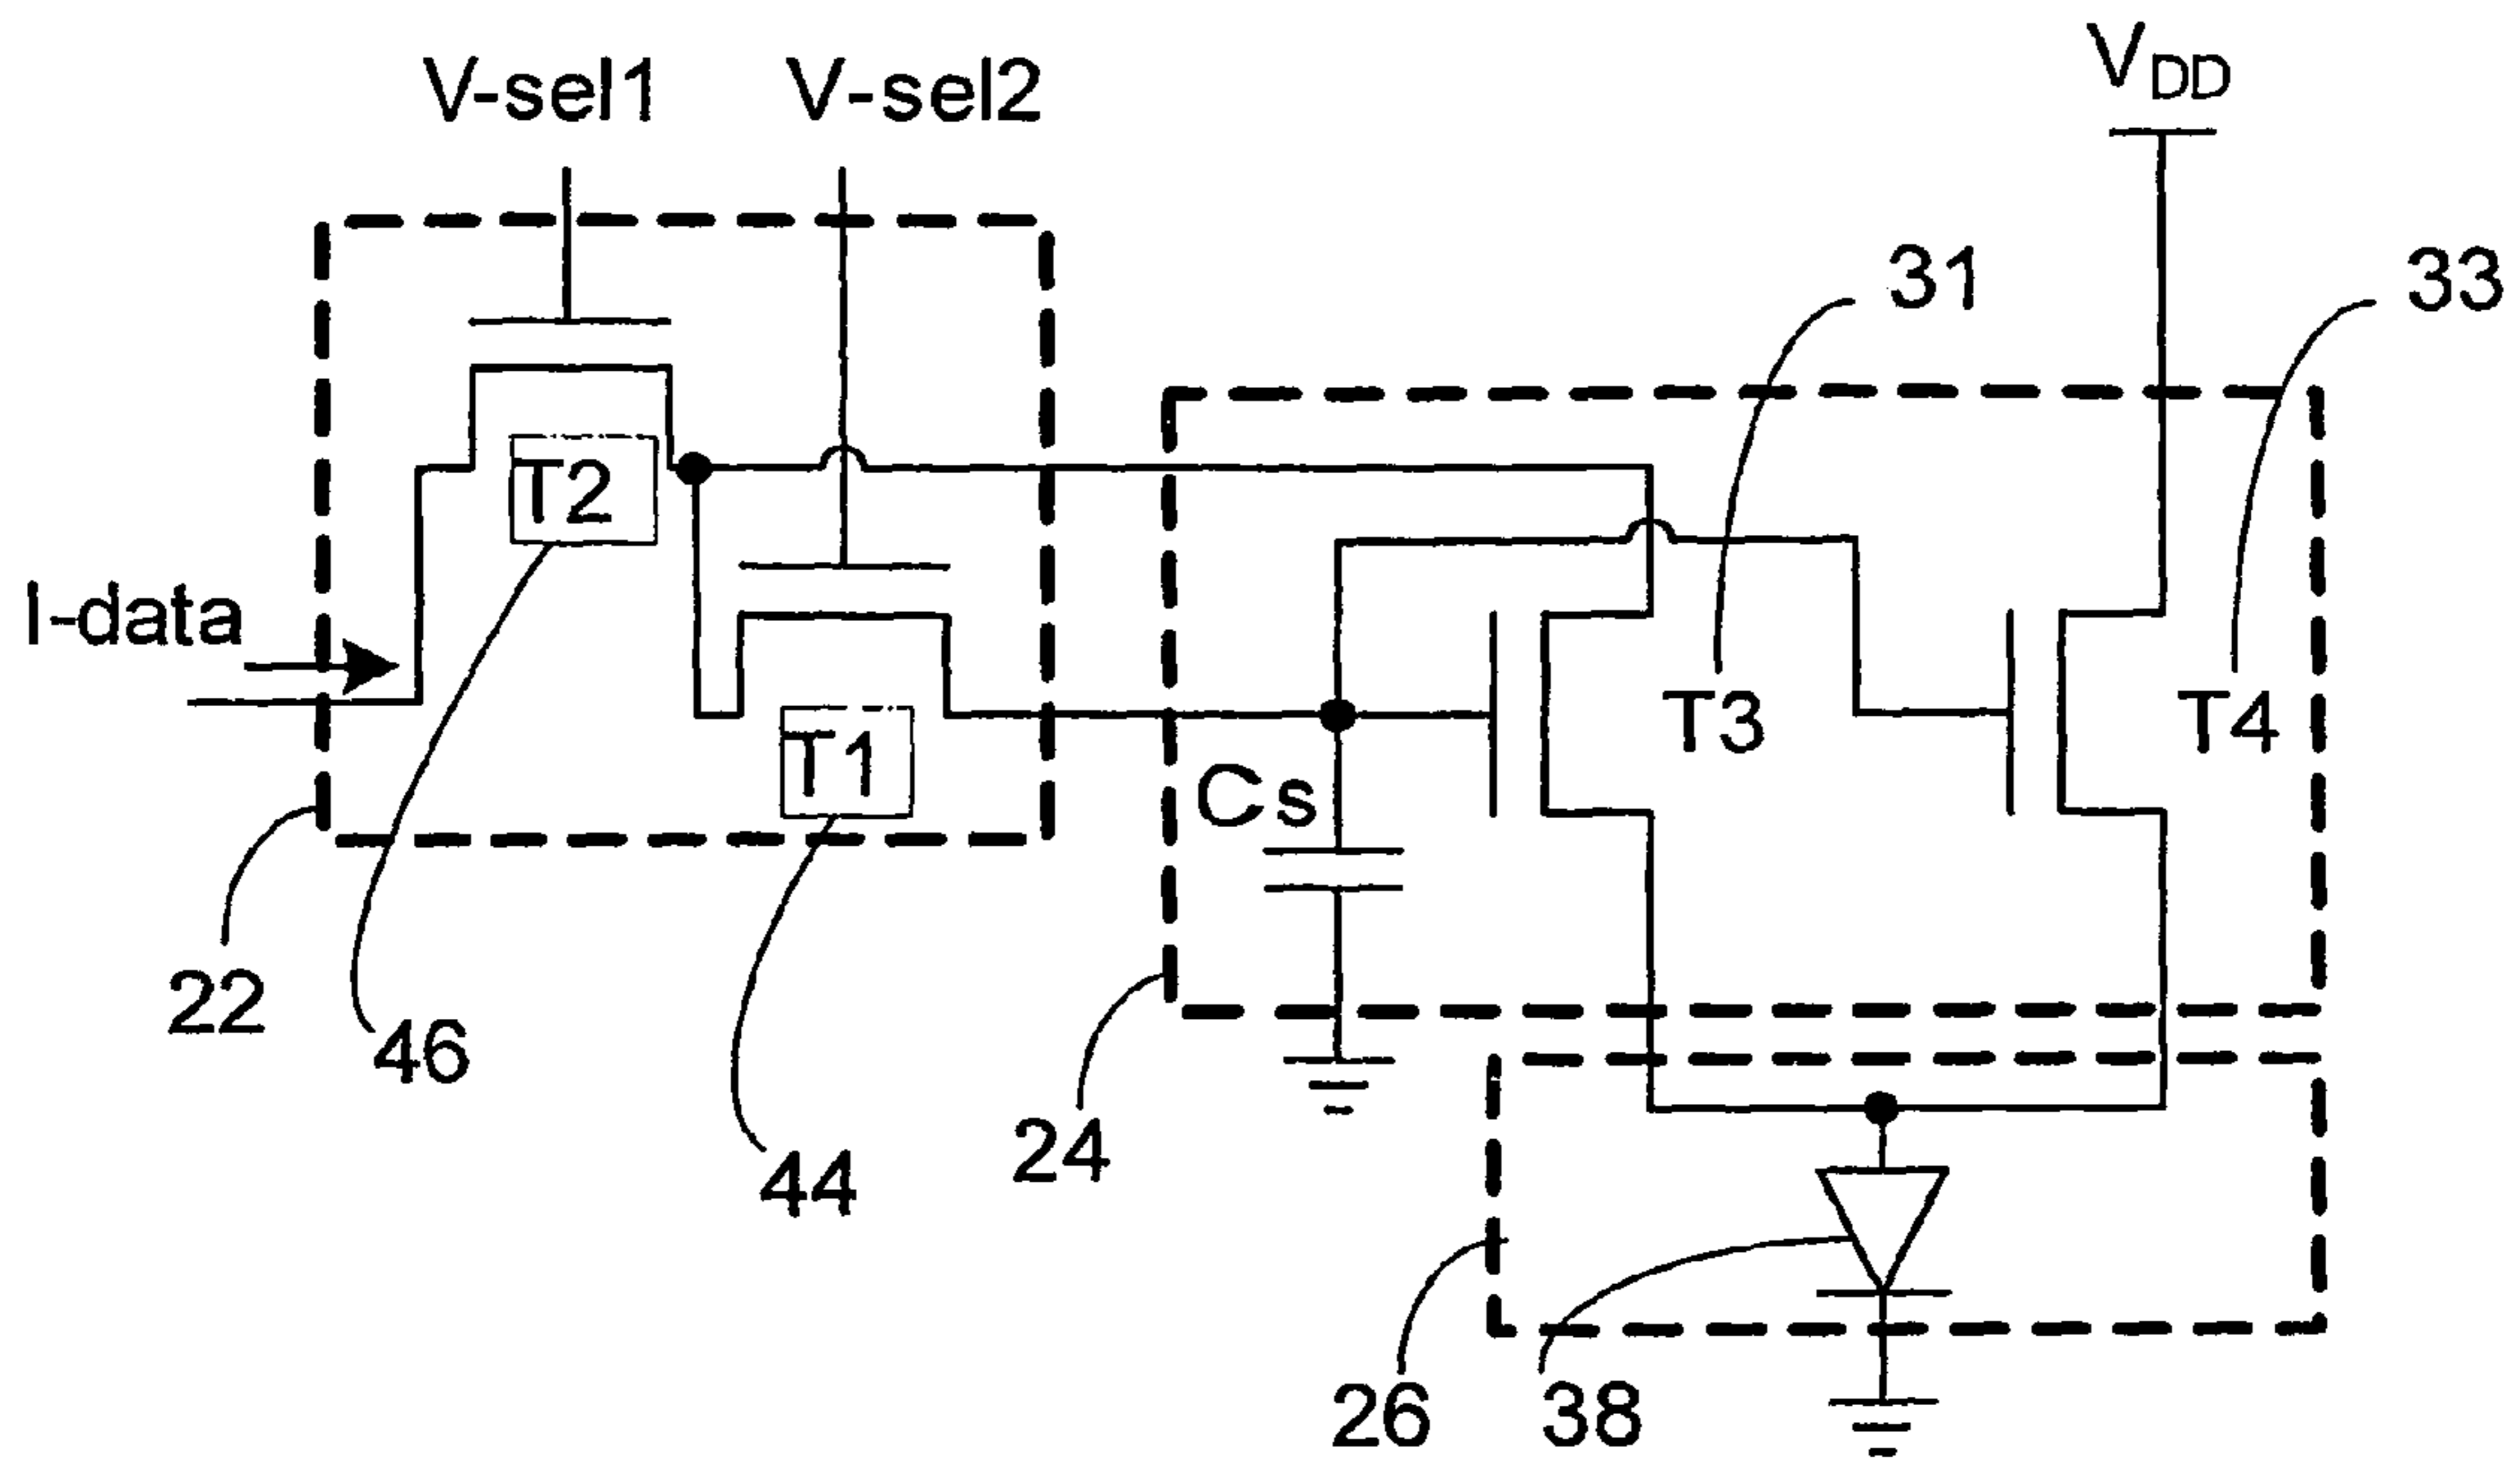 V-sel1
V-sel2
VDD
31
33
T2
I-data
T3
T4
T1
Cs
22
46
24
44
26
38